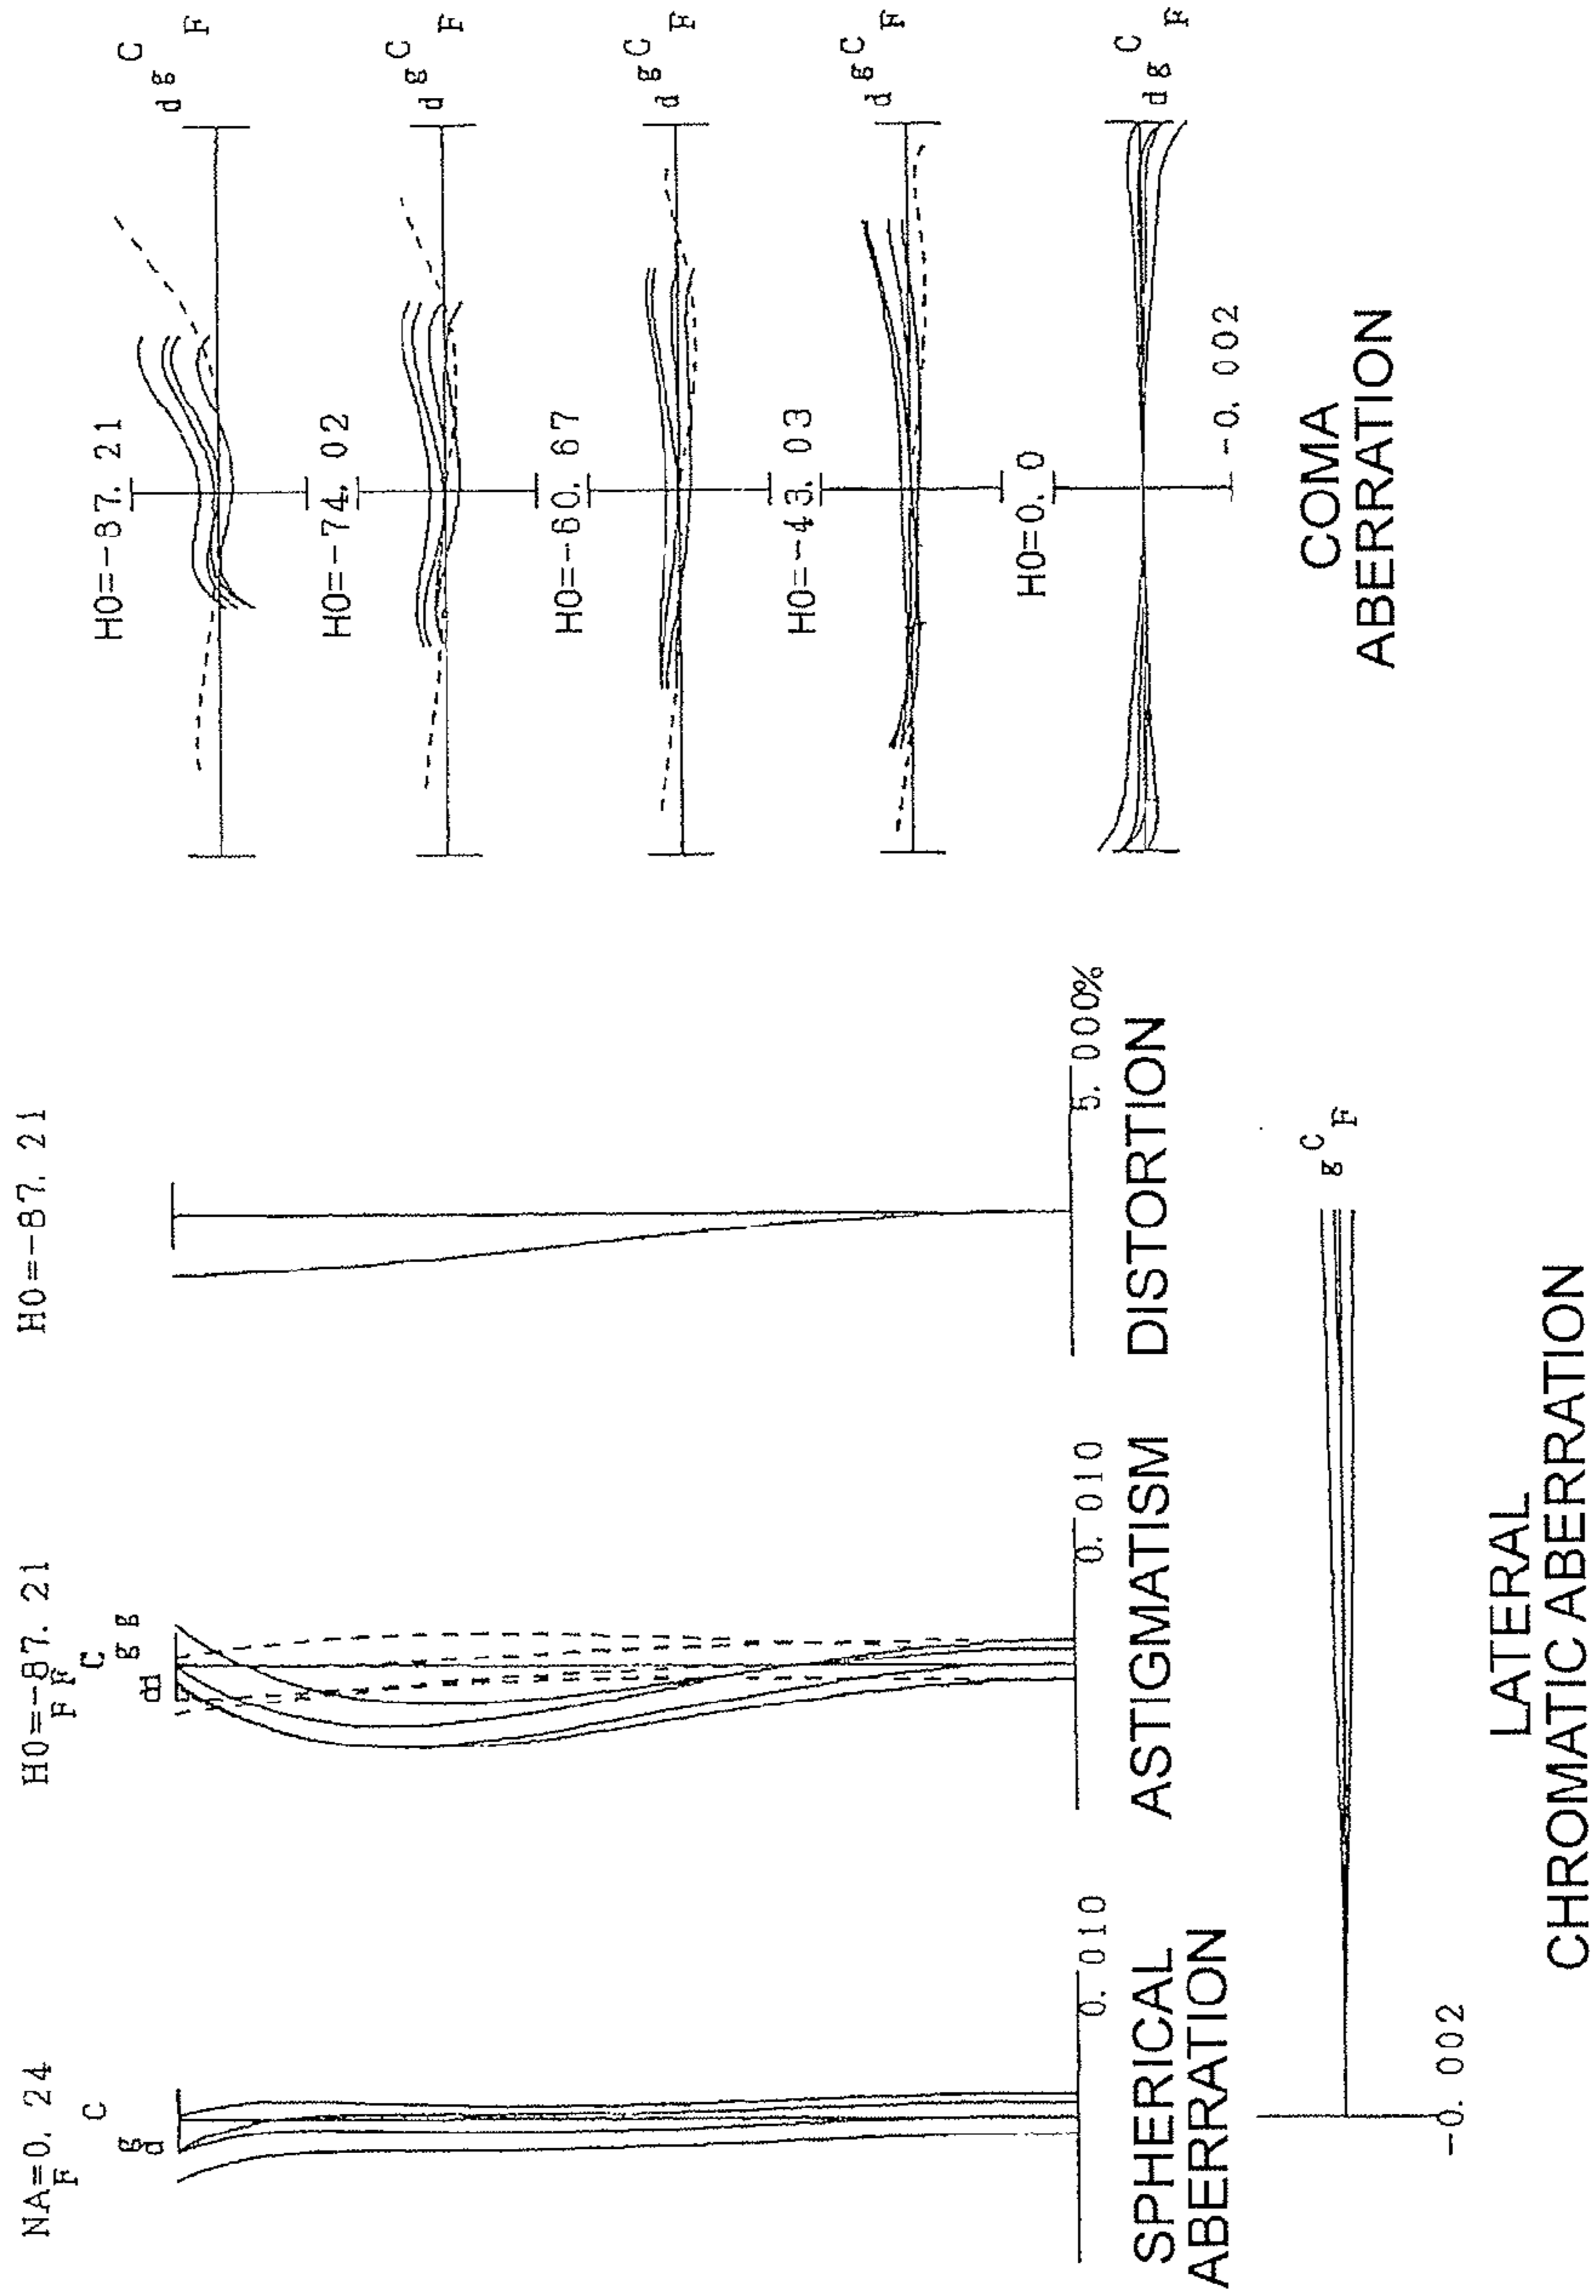 NA=0. 24
F
g
d
C
0. 010
SPHERICAL
ABERRATION
H0=-87. 21
F F
d d
C
g g
0. 010
ASTIGMATISM
H0=-87. 21
5. 000%
DISTORTION
H0=-87. 21
d g C F
H0=-74. 02
d g C F
H0=-60. 67
d g C F
H0=-43. 03
d g C F
H0=0. 0
d g C F
-0. 002
COMA
ABERRATION
g C F
-0. 002
LATERAL
CHROMATIC ABERRATION